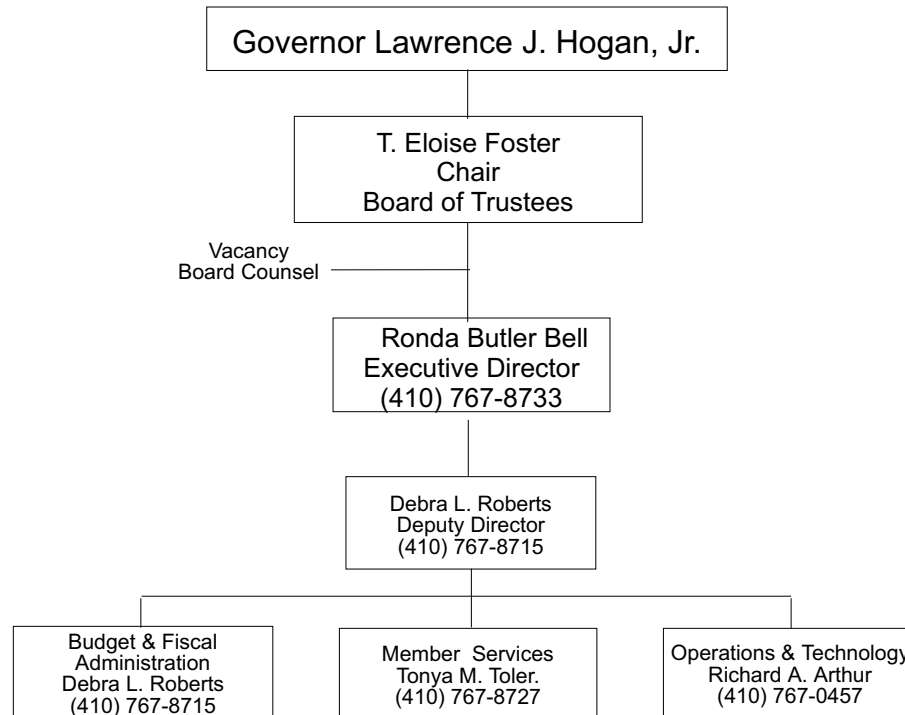 Governor Lawrence J. Hogan, Jr.
T. Eloise Foster
Chair
Board of Trustees
Vacancy
Board Counsel
Ronda Butler Bell
Executive Director
(410) 767-8733
Debra L. Roberts
Deputy Director
(410) 767-8715
Budget & Fiscal
Administration
Debra L. Roberts
(410) 767-8715
Member Services
Tonya M. Toler.
(410) 767-8727
Operations & Technology
Richard A. Arthur
(410) 767-0457